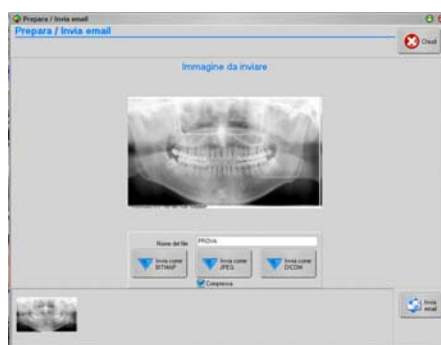 Prepara / Invia email
Prepara / Invia email
Chiudi
Immagine da inviare
Nome del file
PROVA
Invia come
BITMAP
Invia come
JPEG
Invia come
DICOM
Compressa
Invia
email